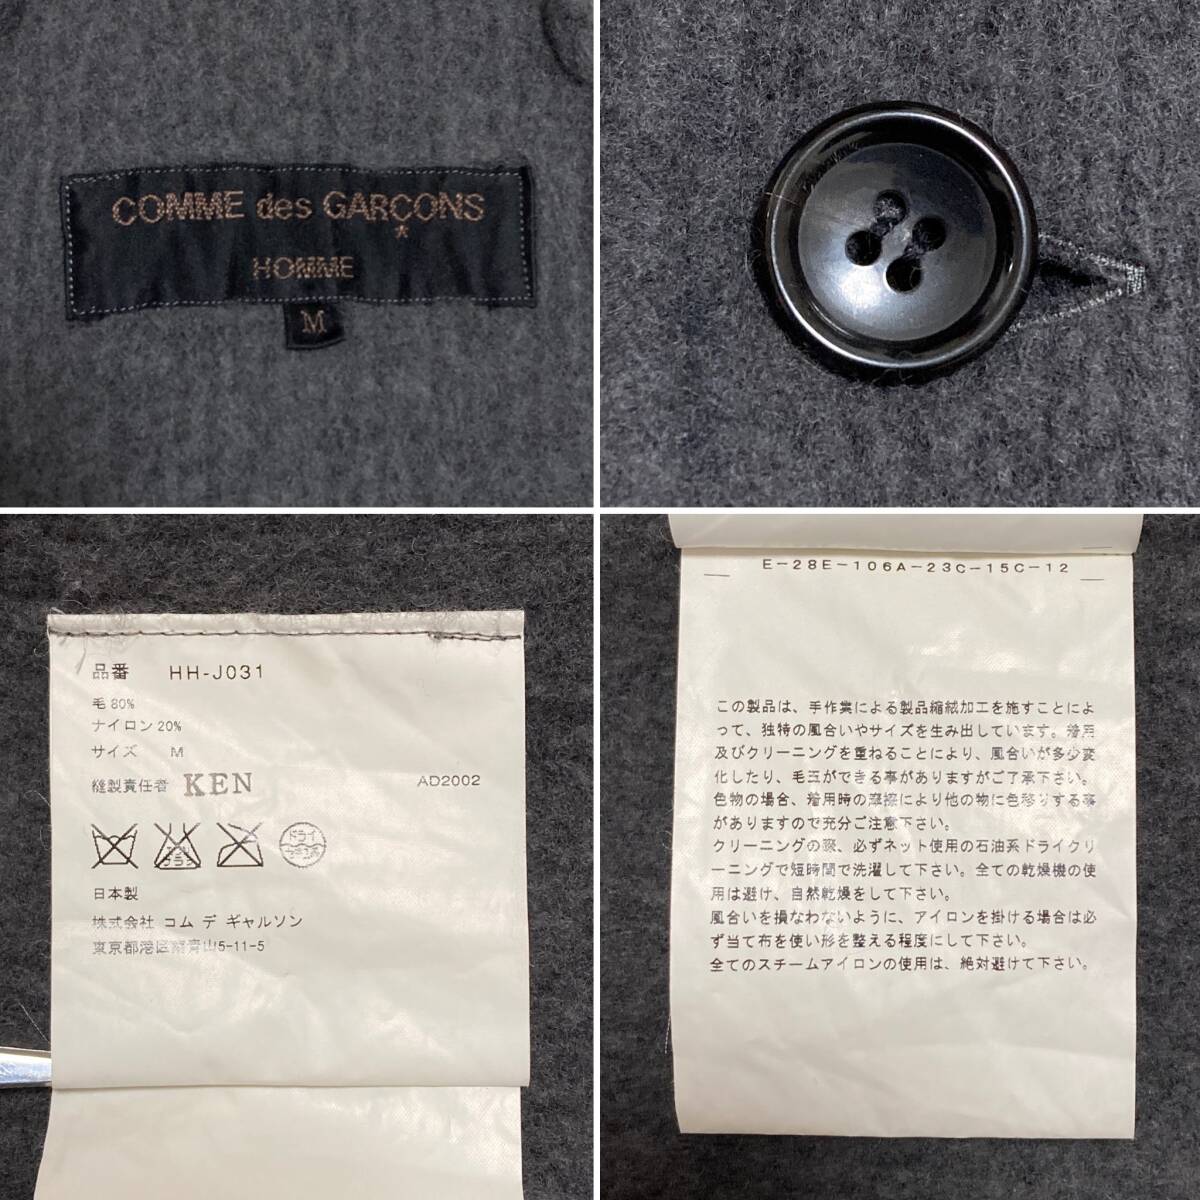 COMME des GARÇONS
*
HOMME
M
品番 HH-J031
毛 80%
ナイロン 20%
サイズ M
縫製責任者 KEN AD2002
ドライ
日本製
株式会社 コム デ ギャルソン
東京都港区南青山5-11-5
E-28E-106A-23C-15C-12
この製品は、手作業による製品縮絨加工を施すことによ
って、独特の風合いやサイズを生み出しています。着用
及びクリーニングを重ねることにより、風合いが多少変
化したり、毛玉ができる事がありますがご了承下さい。
色物の場合、着用時の摩擦により他の物に色移りする事
がありますので充分ご注意下さい。
クリーニングの際、必ずネット使用の石油系ドライクリ
ーニングで短時間で洗濯して下さい。全ての乾燥機の使
用は避け、自然乾燥をして下さい。
風合いを損なわないように、アイロンを掛ける場合は必
ず当て布を使い形を整える程度にして下さい。
全てのスチームアイロンの使用は、絶対避けて下さい。